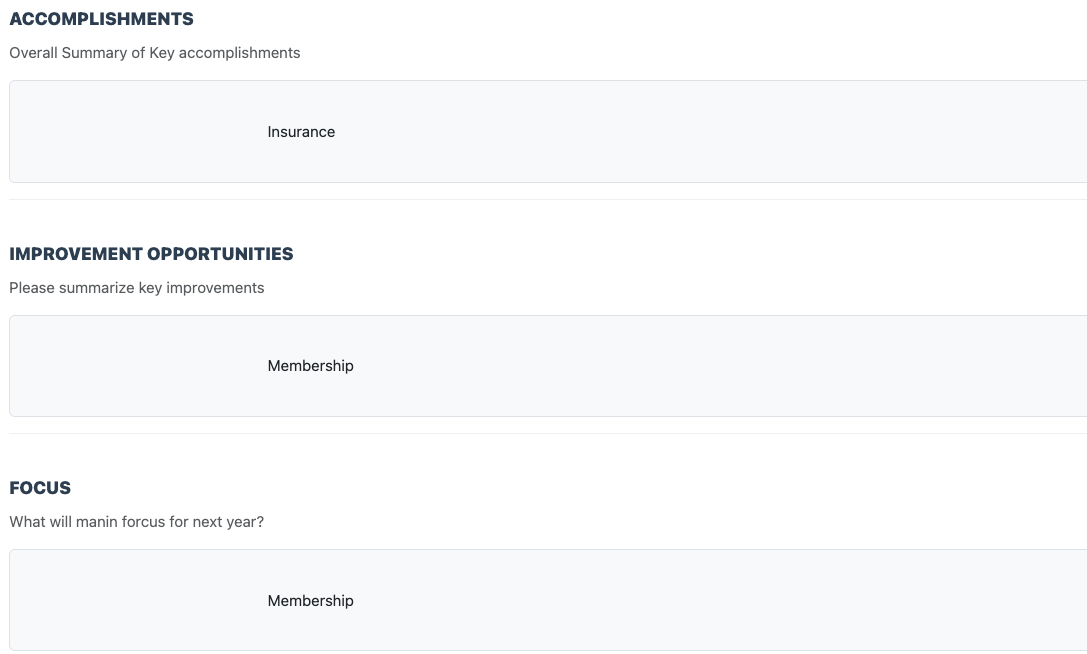 ACCOMPLISHMENTS
Overall Summary of Key accomplishments
Insurance
IMPROVEMENT OPPORTUNITIES
Please summarize key improvements
Membership
FOCUS
What will manin forcus for next year?
Membership